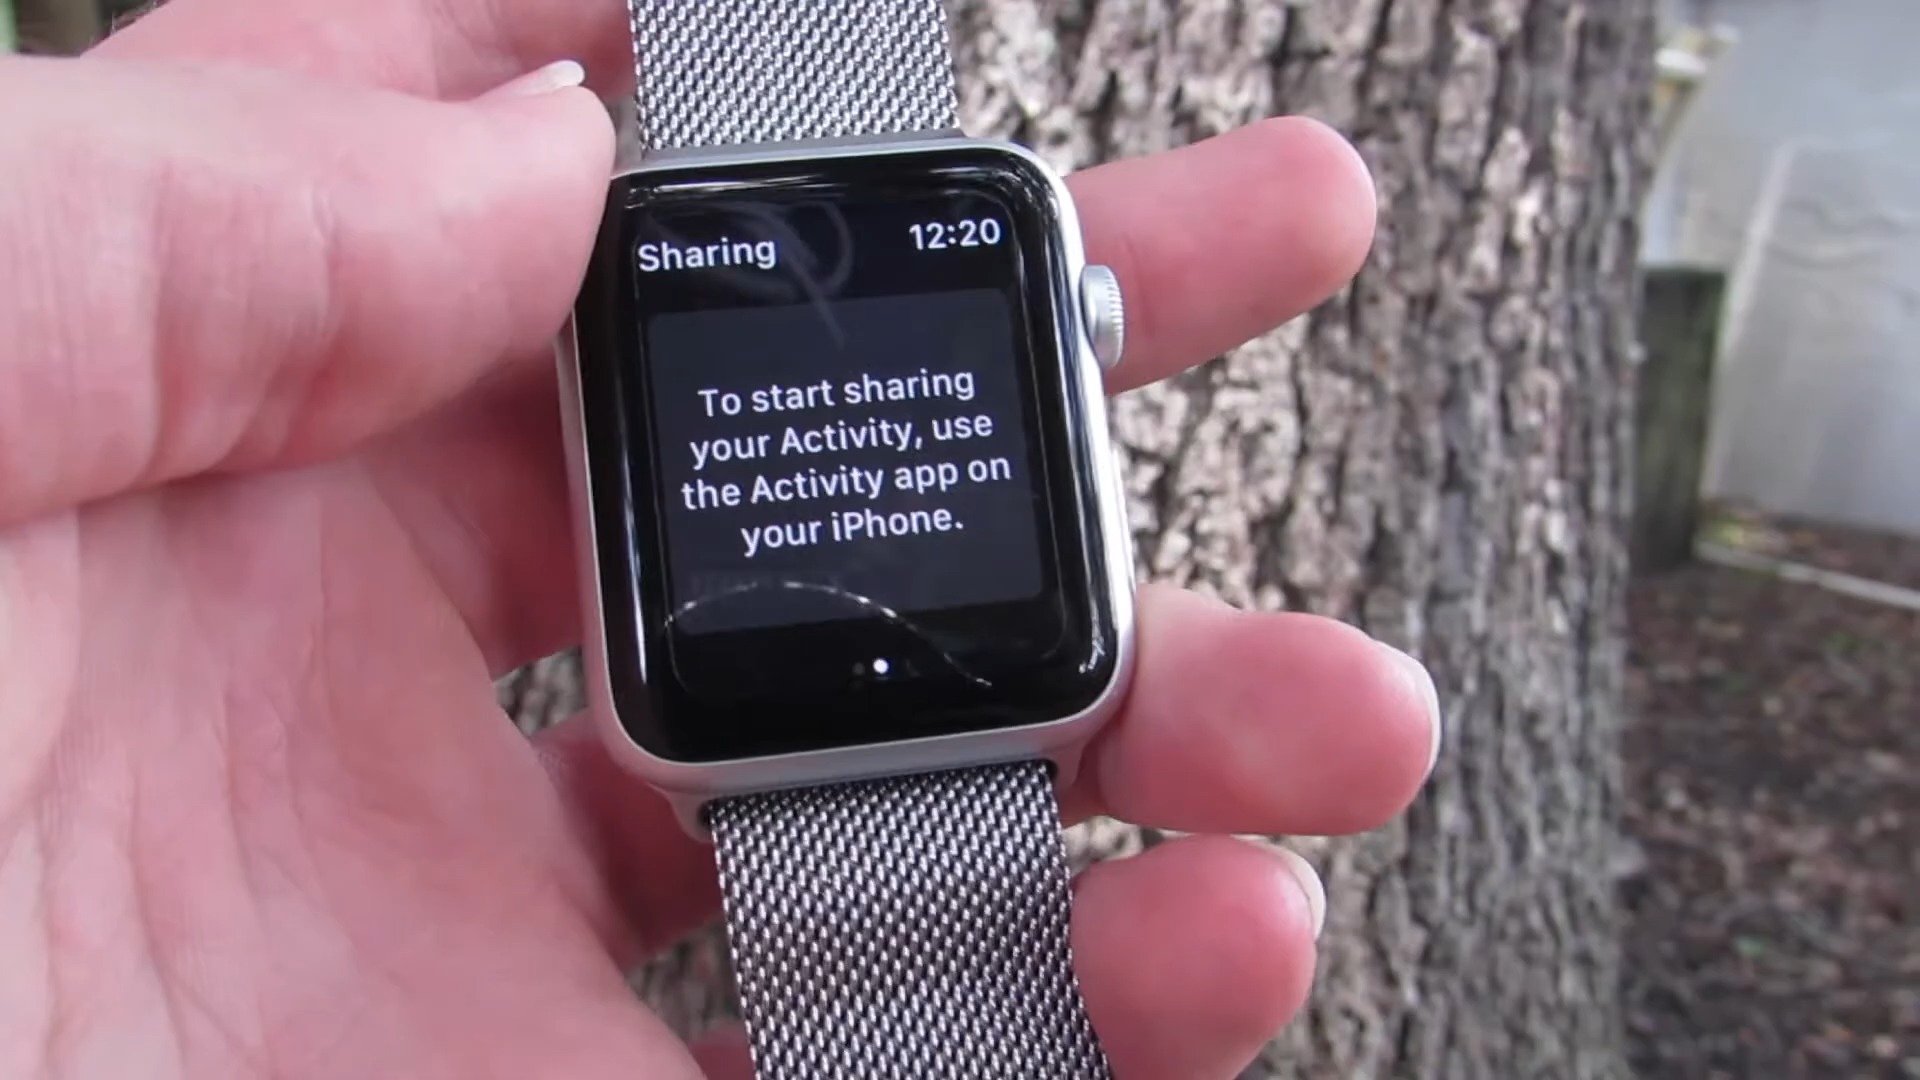 Sharing
12:20
To start sharing
your Activity, use
the Activity app on
your iPhone.